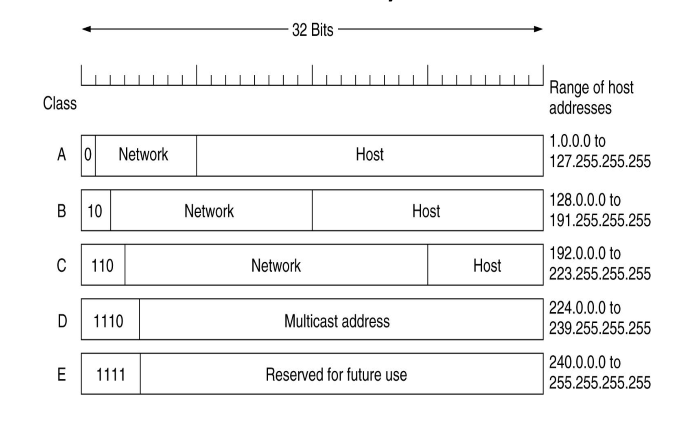 32 Bits
Class
Range of host
addresses
A
0
Network
Host
1.0.0.0 to
127.255.255.255
B
10
Network
Host
128.0.0.0 to
191.255.255.255
C
110
Network
Host
192.0.0.0 to
223.255.255.255
D
1110
Multicast address
224.0.0.0 to
239.255.255.255
E
1111
Reserved for future use
240.0.0.0 to
255.255.255.255